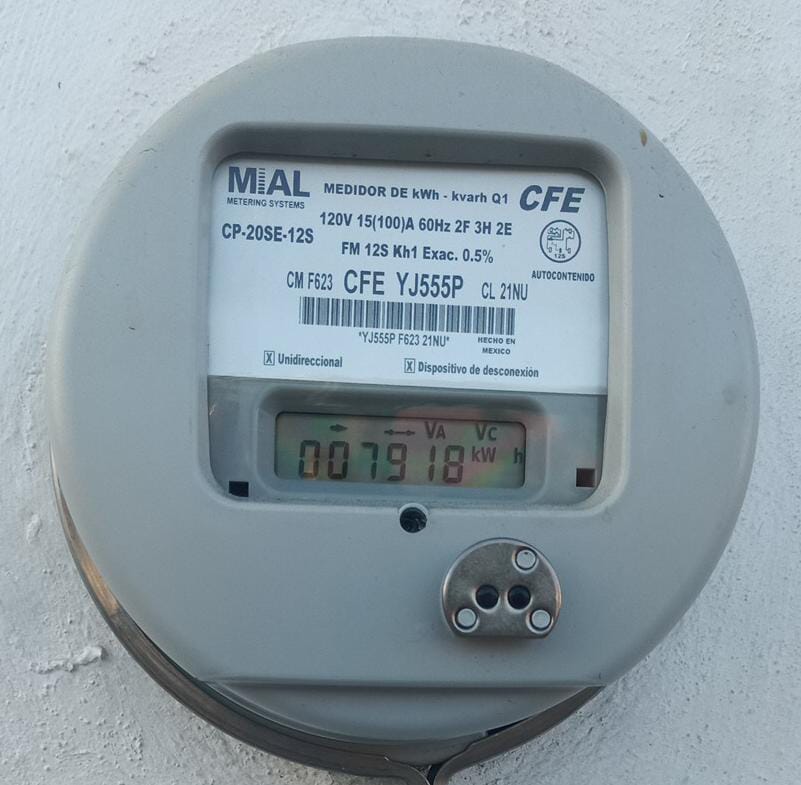 MIAL
METERING SYSTEMS
MEDIDOR DE kWh - kvarh Q1
CFE
CP-20SE-12S
120V 15(100)A 60Hz 2F 3H 2E
FM 12S Kh1 Exac. 0.5%
12S
AUTOCONTENIDO
CM F623 CFE YJ555P CL 21NU
*YJ555P F623 21NU*
HECHO EN
MEXICO
X Unidireccional
X Dispositivo de desconexión
VA VC
007918 kW h